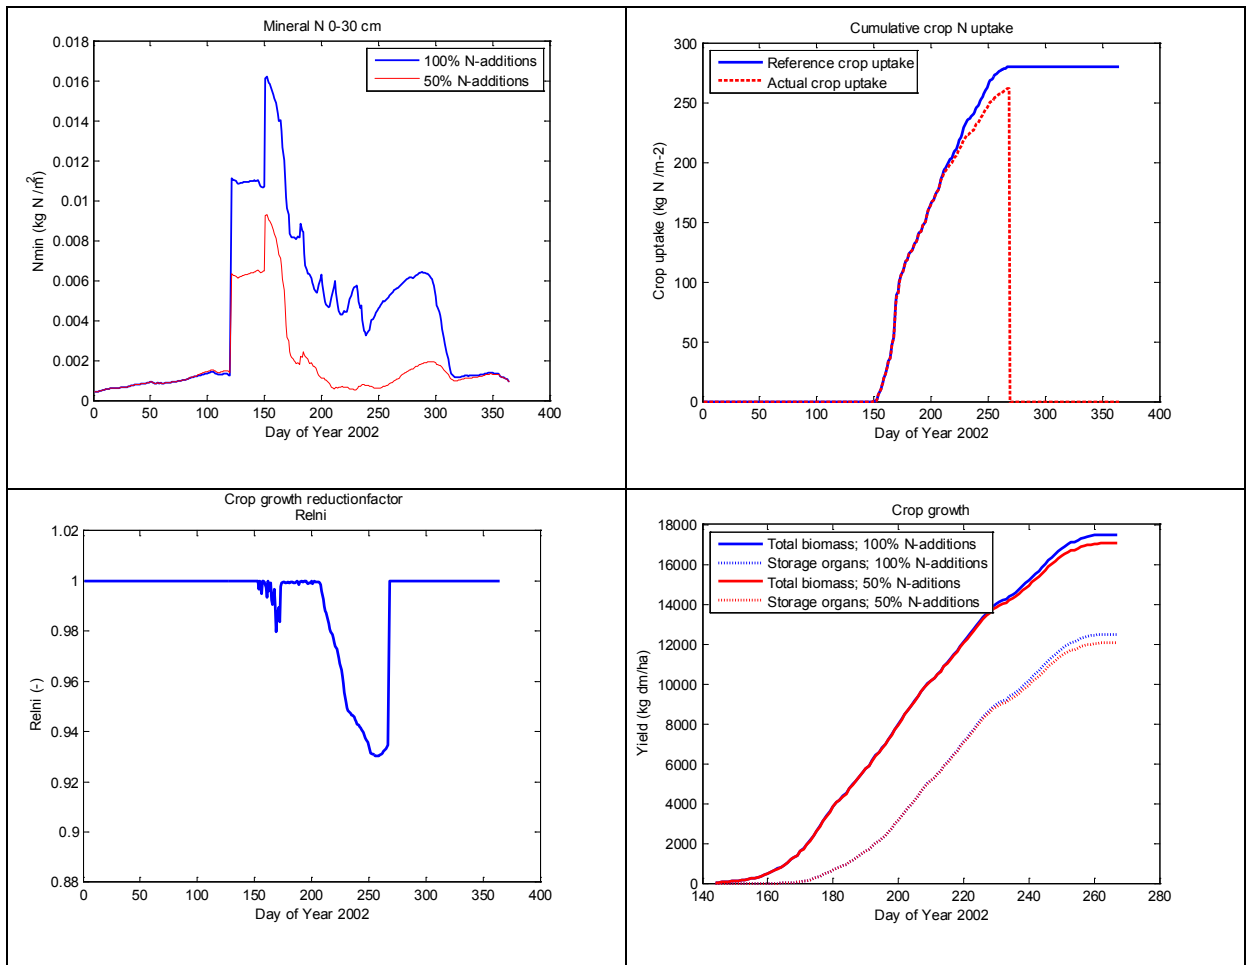 Mineral N 0-30 cm
0.018
0.016
0.014
0.012
0.01
0.008
0.006
0.004
0.002
0
Nmin (kg N /m2)
100% N-additions
50% N-additions
0 50 100 150 200 250 300 350 400
Day of Year 2002
Cumulative crop N uptake
300
250
200
150
100
50
0
Crop uptake (kg N /m-2)
Reference crop uptake
Actual crop uptake
0 50 100 150 200 250 300 350 400
Day of Year 2002
Crop growth reductionfactor
Relni
1.02
1
0.98
0.96
0.94
0.92
0.9
0.88
Relni (-)
0 50 100 150 200 250 300 350 400
Day of Year 2002
Crop growth
18000
16000
14000
12000
10000
8000
6000
4000
2000
0
Yield (kg dm/ha)
Total biomass; 100% N-additions
Storage organs; 100% N-additions
Total biomass; 50% N-aditions
Storage organs; 50% N-additions
140 160 180 200 220 240 260 280
Day of Year 2002